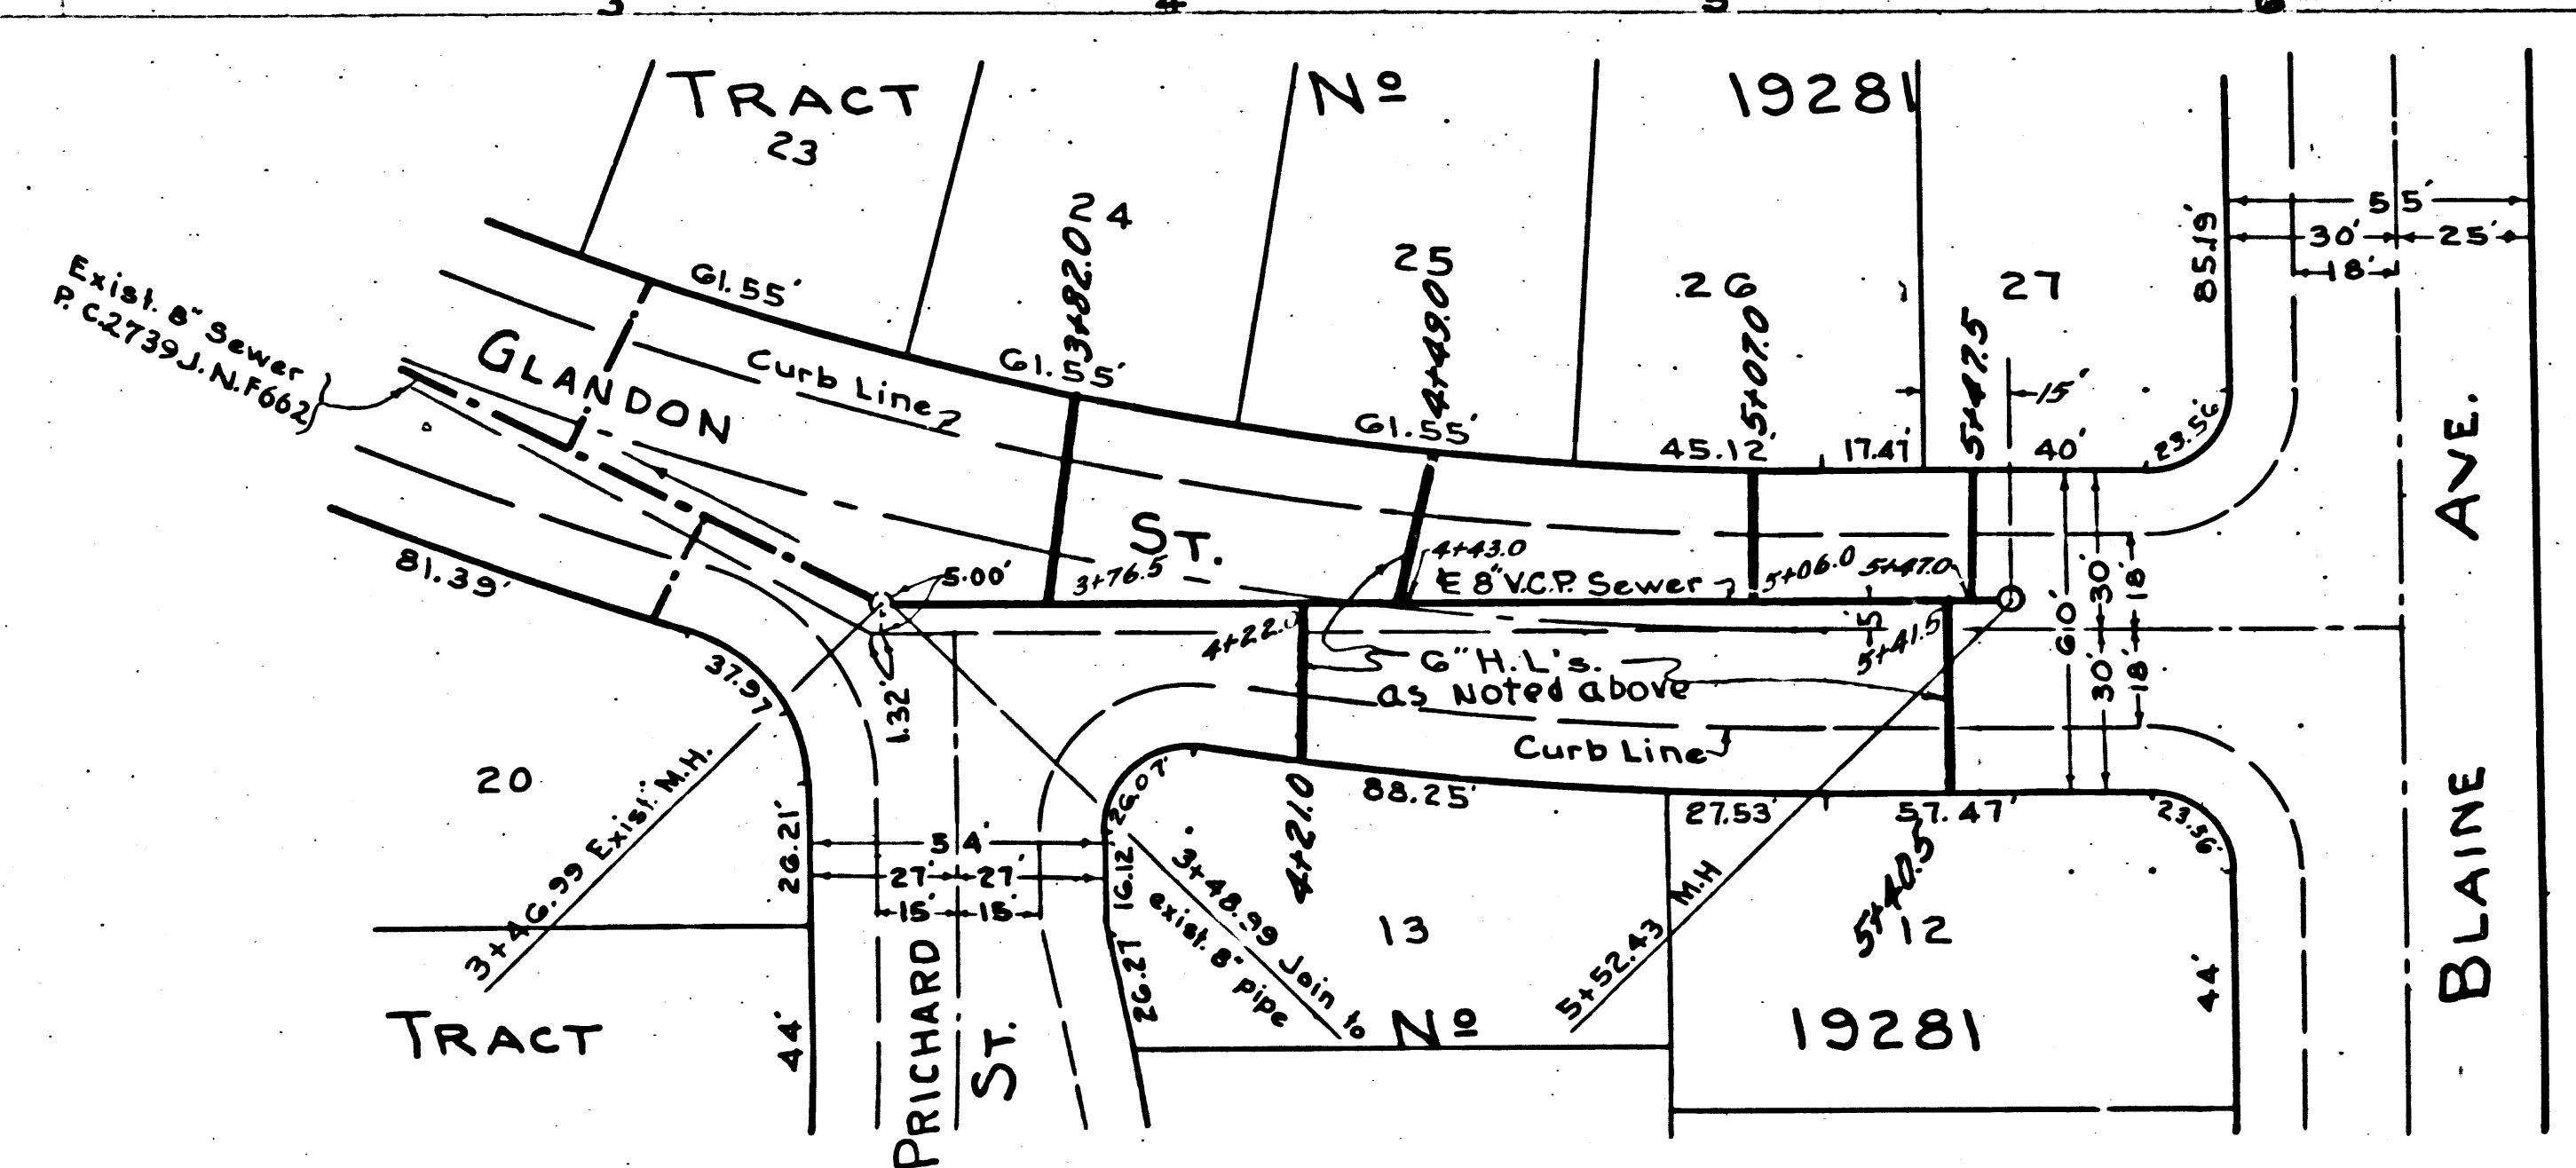 3 4 5 6
TRACT Nº 19281
23
24
25
26
27
3+82.0
4+49.0
5+07.0
5+47.5
85.19'
55'
30' 25'
18'
Exist. 8" Sewer
P.C.2739 J.N.F662
GLANDON
ST.
61.55'
61.55'
61.55'
45.12'
17.47'
40'
15'
23.56'
Curb Line
81.39'
5.00'
3+76.5
4+43.0
8" V.C.P. Sewer
5+06.0
5+47.0
5'
4+22.0
5+41.5
6" H.L's.
as Noted above
Curb Line
60'
30' 30'
18' 18'
37.97
1.32'
20
3+46.99 Exist. M.H.
26.21'
54'
27' 27'
15' 15'
26.07'
16.12
26.27
4+21.0
88.25'
27.53'
57.47'
23.56'
3+48.99 Join to
exist. 8" pipe
5+52.43 M.H
5+40.5
13
12
44'
44'
TRACT
Nº
19281
PRICHARD
ST.
BLAINE AVE.